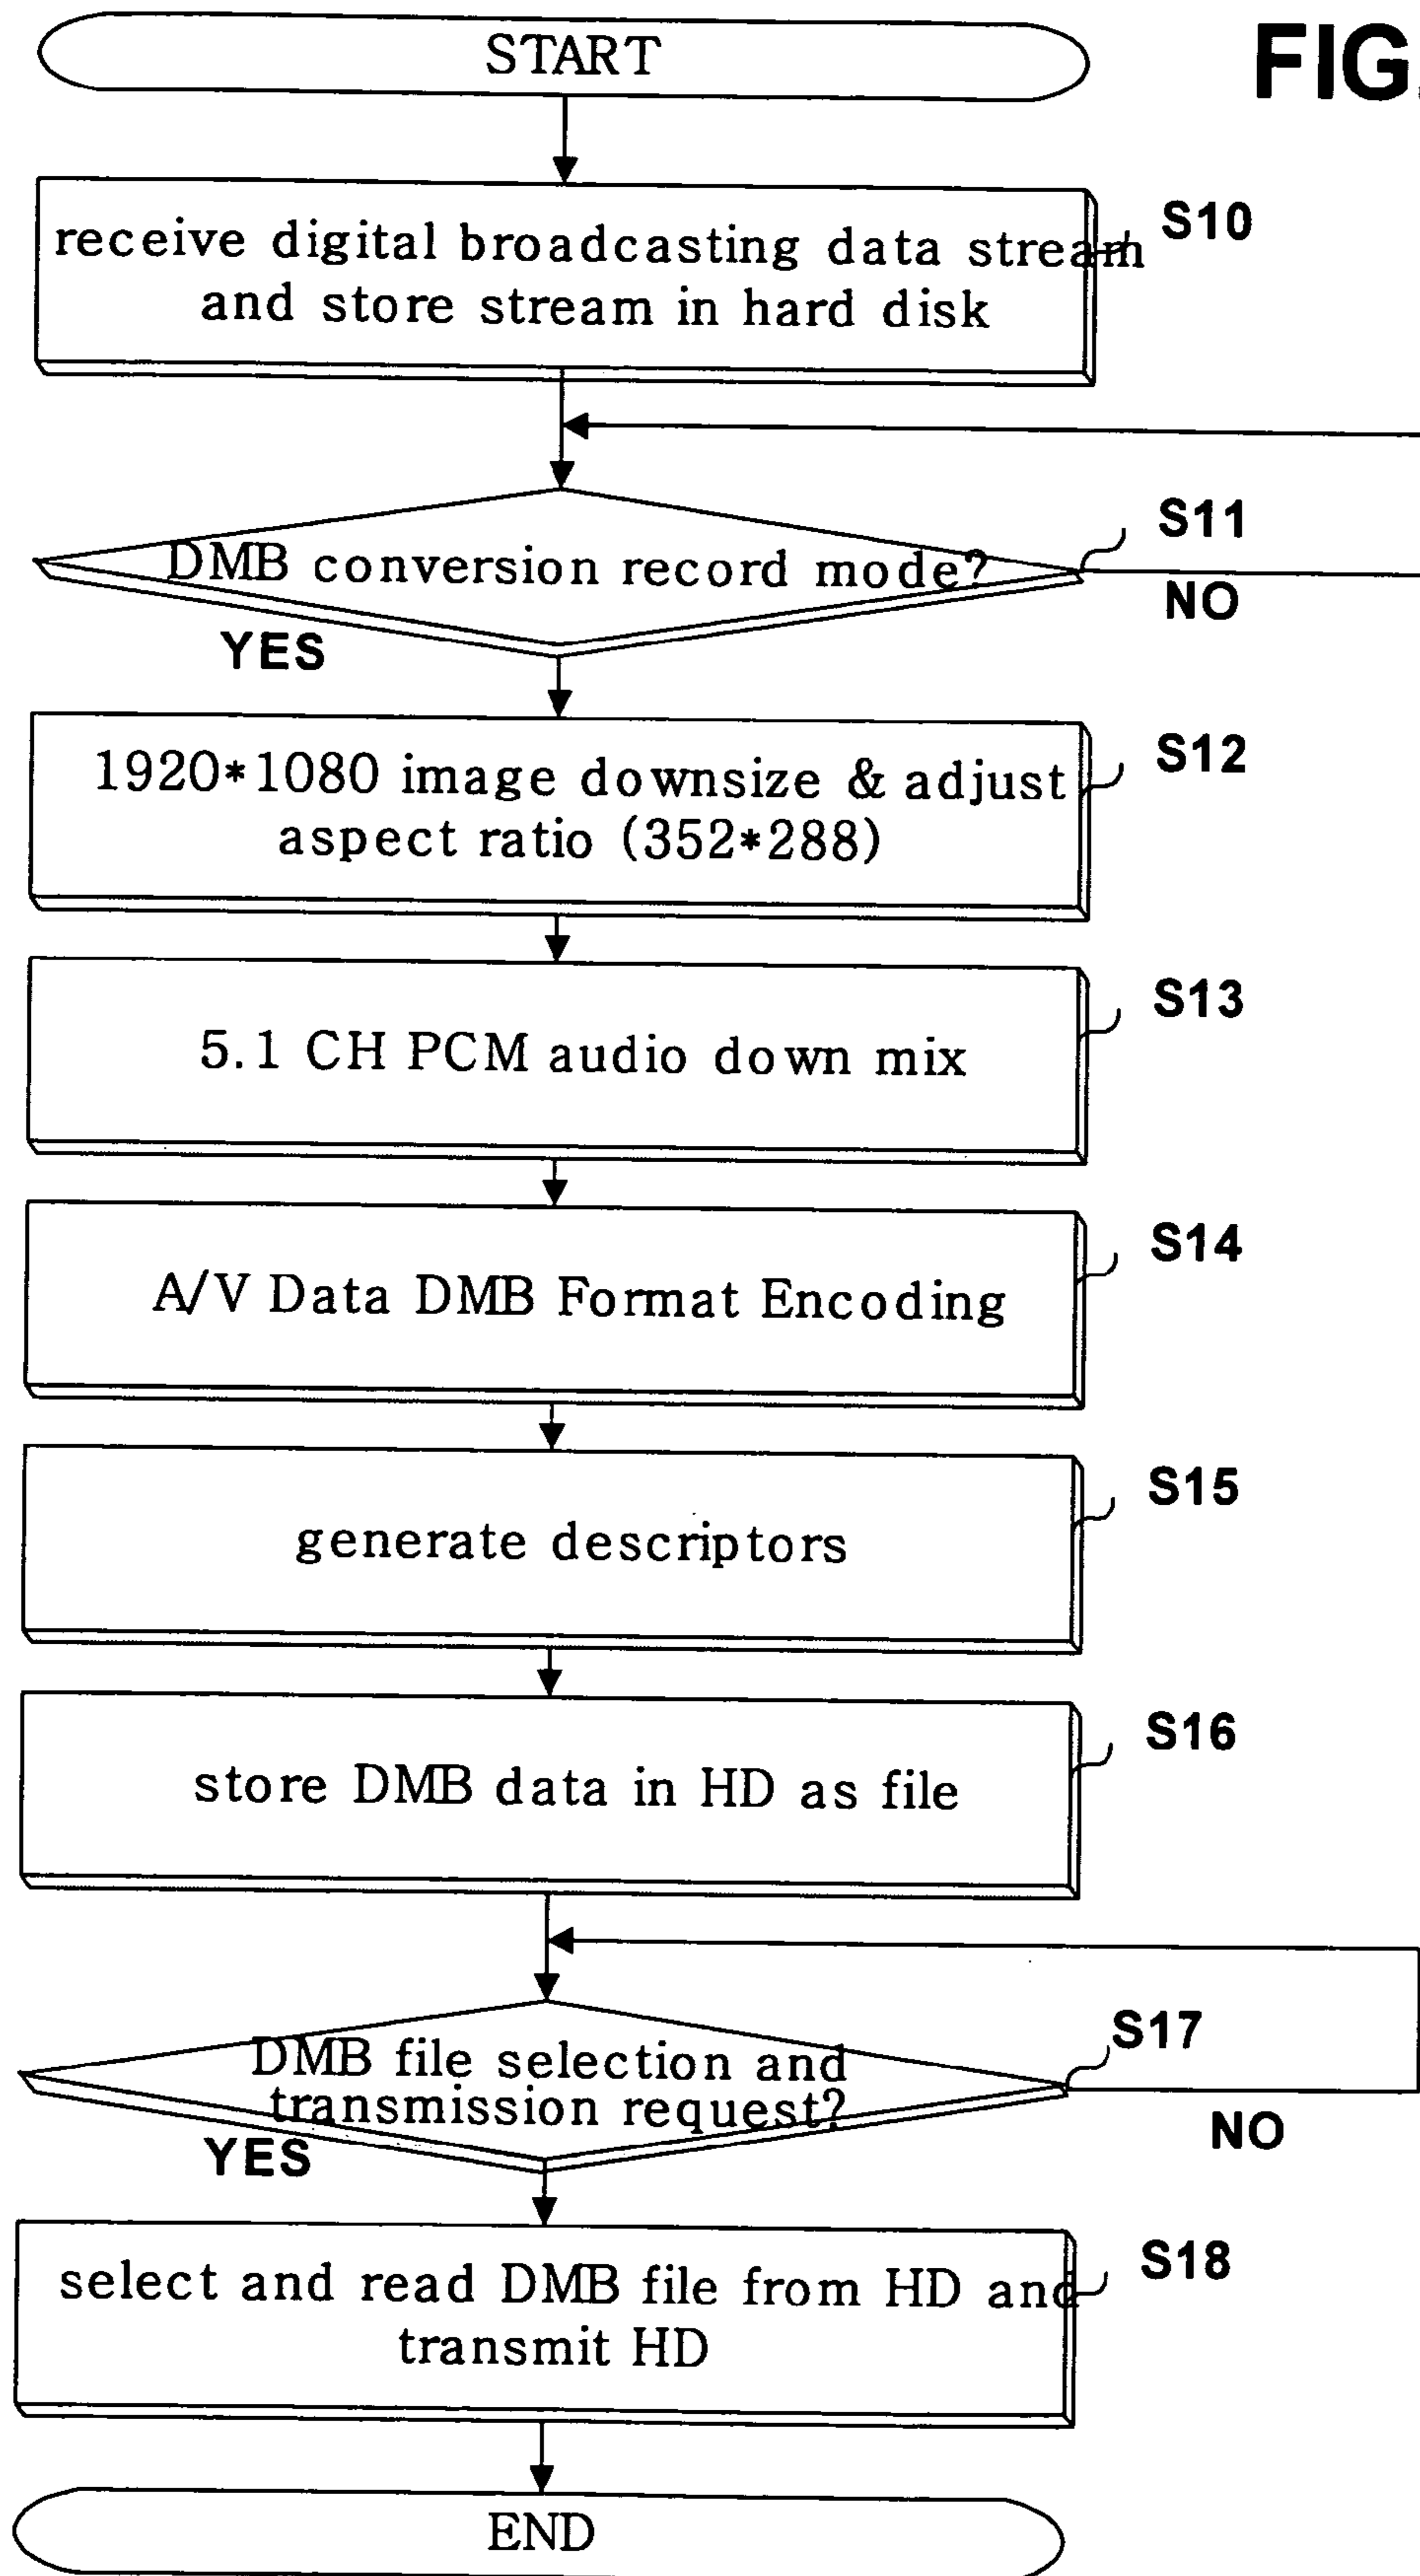 START
FIG.
receive digital broadcasting data stream
and store stream in hard disk
S10
DMB conversion record mode?
S11
NO
YES
1920*1080 image downsize & adjust
aspect ratio (352*288)
S12
5.1 CH PCM audio down mix
S13
A/V Data DMB Format Encoding
S14
generate descriptors
S15
store DMB data in HD as file
S16
DMB file selection and
transmission request?
S17
NO
YES
select and read DMB file from HD and
transmit HD
S18
END